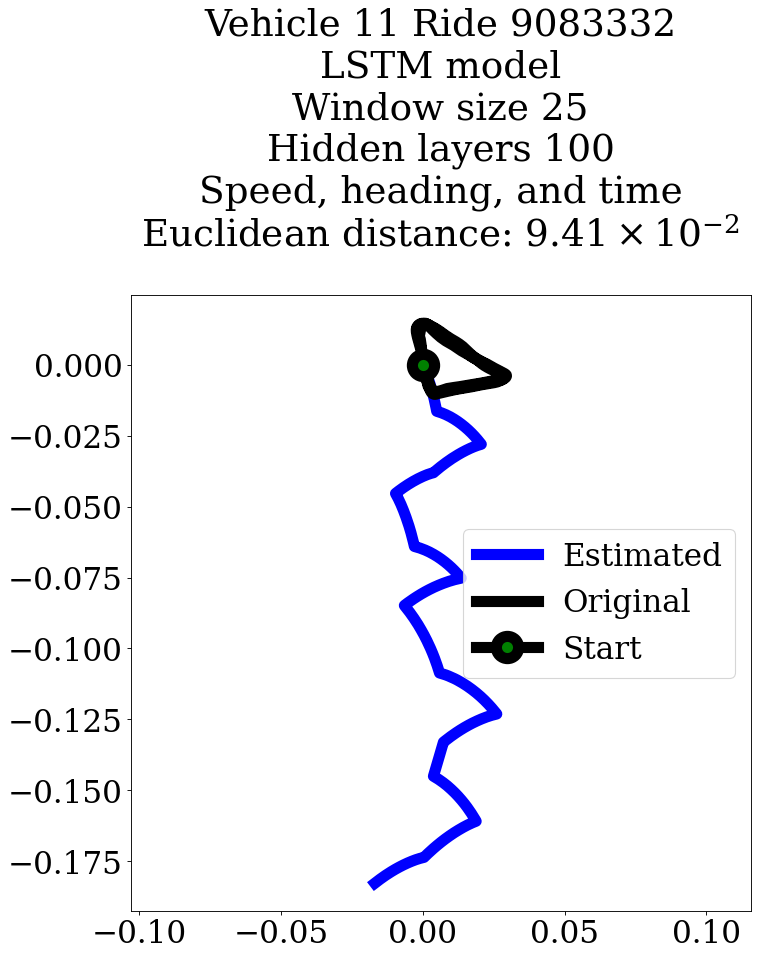 Vehicle 11 Ride 9083332
LSTM model
Window size 25
Hidden layers 100
Speed, heading, and time
Euclidean distance: 9.41 × 10⁻²
0.000
−0.025
−0.050
−0.075
−0.100
−0.125
−0.150
−0.175
Estimated
Original
Start
−0.10
−0.05
0.00
0.05
0.10